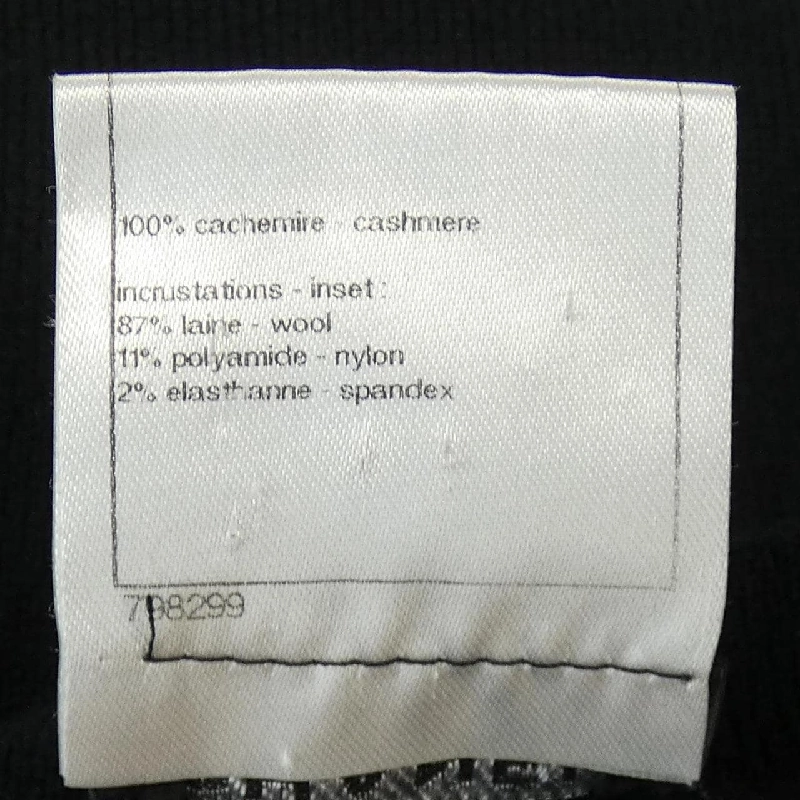 100% cachemire - cashmere
incrustations - inset :
87% laine - wool
11% polyamide - nylon
2% elasthanne - spandex
798299